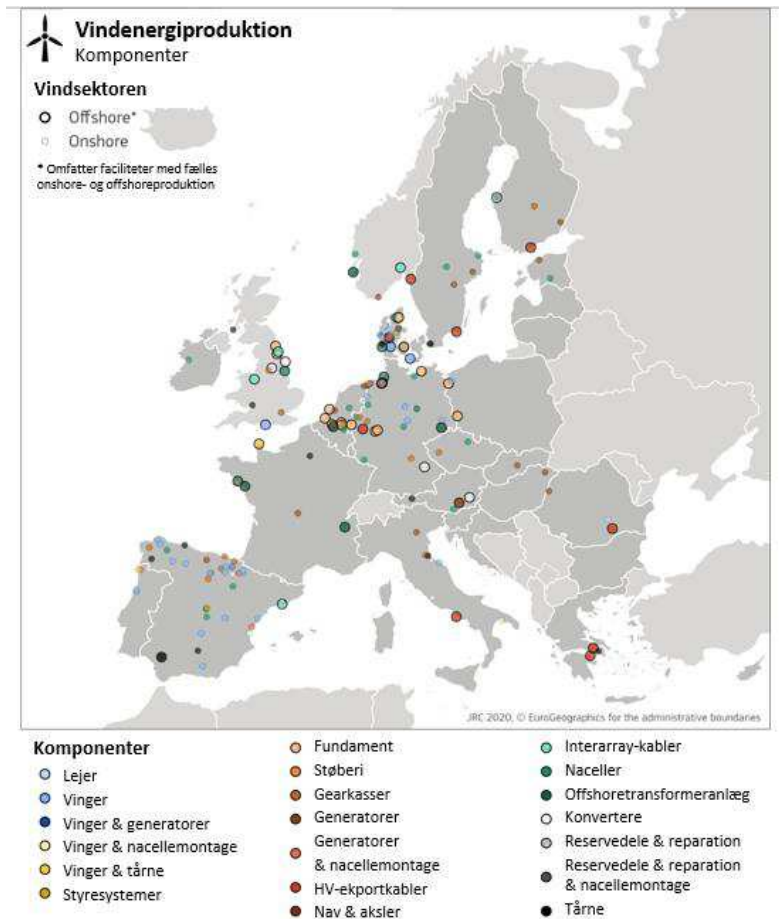 Vindenergiproduktion
Komponenter
Vindsektoren
Offshore*
Onshore
* Omfatter faciliteter med fælles
onshore- og offshoreproduktion
JRC 2020, © EuroGeographics for the administrative boundaries
Komponenter
Lejer
Vinger
Vinger & generatorer
Vinger & nacellemontage
Vinger & tårne
Styresystemer
Fundament
Støberi
Gearkasser
Generatorer
Generatorer
& nacellemontage
HV-ekportkabler
Nav & aksler
Interarray-kabler
Naceller
Offshoretransformeranlæg
Konvertere
Reservedele & reparation
Reservedele & reparation
& nacellemontage
Tårne